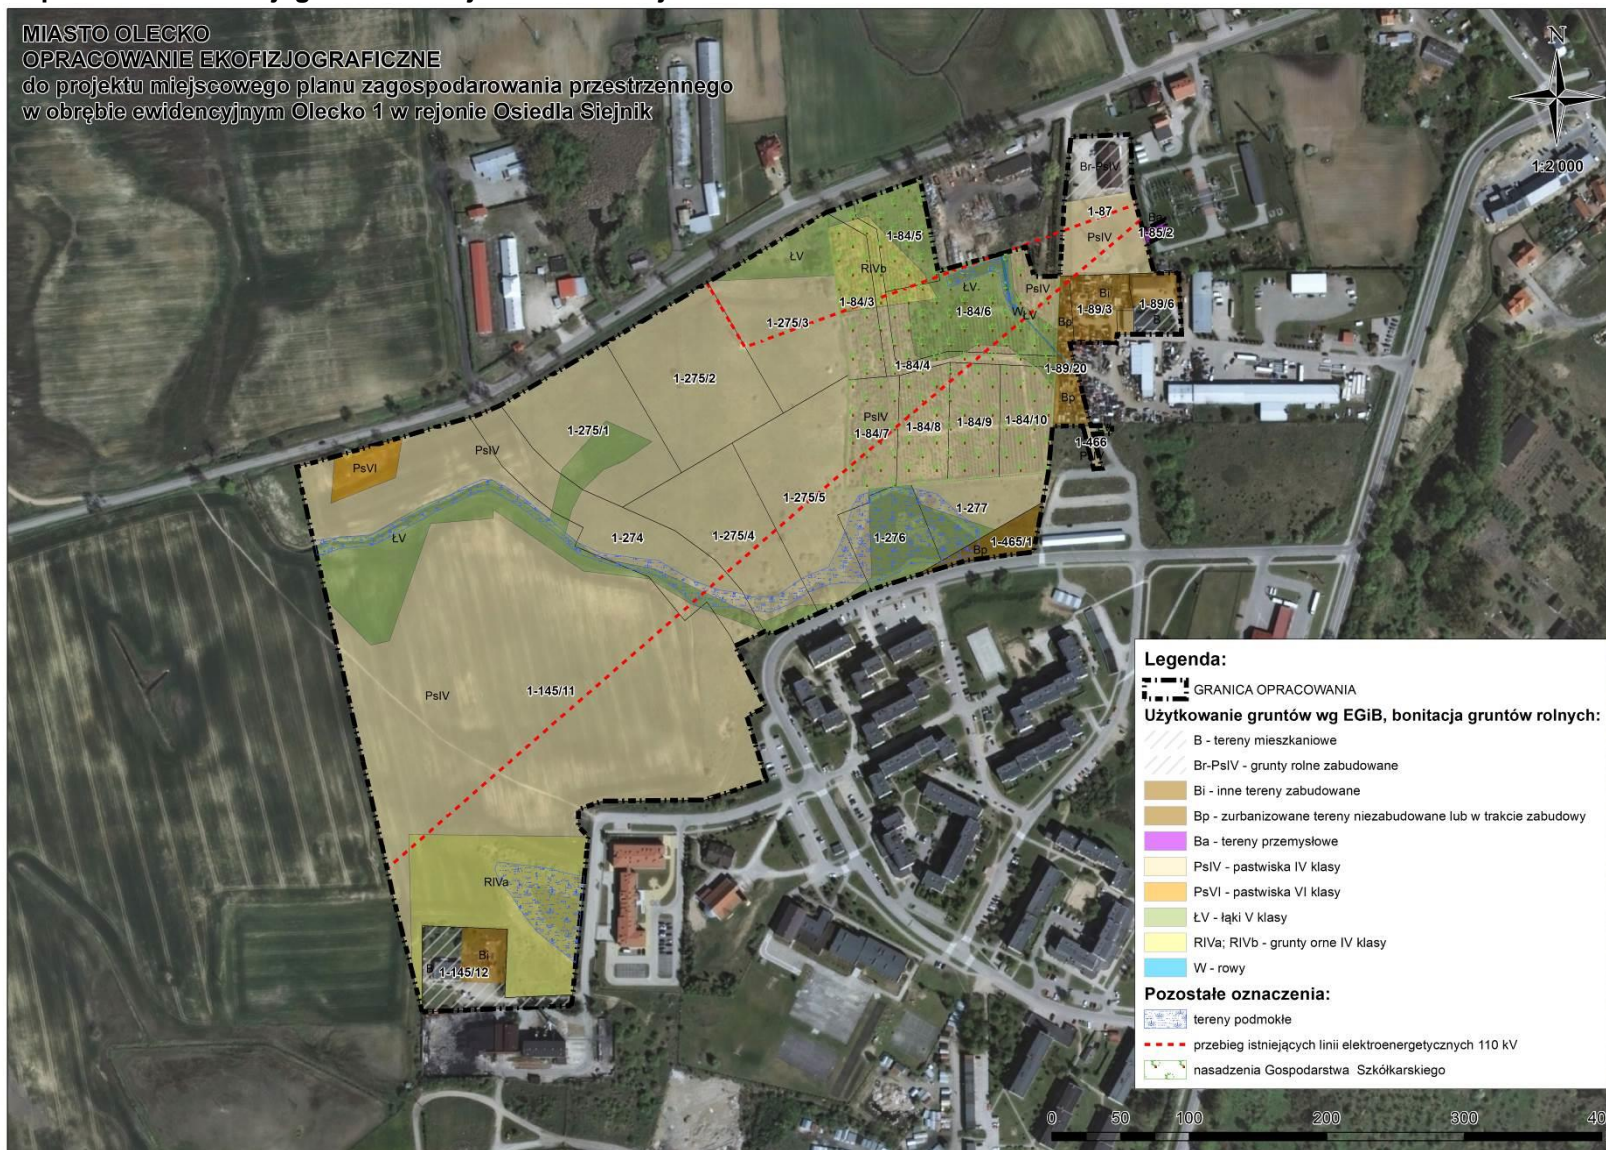 MIASTO OLECKO
OPRACOWANIE EKOFIZJOGRAFICZNE
do projektu miejscowego planu zagospodarowania przestrzennego
w obrębie ewidencyjnym Olecko 1 w rejonie Osiedla Siejnik
N
1:2 000
Br-PsIV
1-87
Ba
1-85/2
PsIV
1-84/5
ŁV
RIVb
ŁV
PsIV
Bi
1-89/6
1-84/3
1-84/6
W
ŁV
Bp
1-89/3
B
1-275/3
1-84/4
1-89/20
1-275/2
Bp
PsIV
1-84/7
1-84/8
1-84/9
1-84/10
1-275/1
1-466
PsIV
PsVI
1-275/5
1-277
ŁV
1-274
1-275/4
1-276
1-465/1
Bp
PsIV
1-145/11
RIVa
Bi
B
1-145/12
Legenda:
GRANICA OPRACOWANIA
Użytkowanie gruntów wg EGiB, bonitacja gruntów rolnych:
B - tereny mieszkaniowe
Br-PsIV - grunty rolne zabudowane
Bi - inne tereny zabudowane
Bp - zurbanizowane tereny niezabudowane lub w trakcie zabudowy
Ba - tereny przemysłowe
PsIV - pastwiska IV klasy
PsVI - pastwiska VI klasy
ŁV - łąki V klasy
RIVa; RIVb - grunty orne IV klasy
W - rowy
Pozostałe oznaczenia:
tereny podmokłe
przebieg istniejących linii elektroenergetycznych 110 kV
nasadzenia Gospodarstwa Szkółkarskiego
0 50 100 200 300